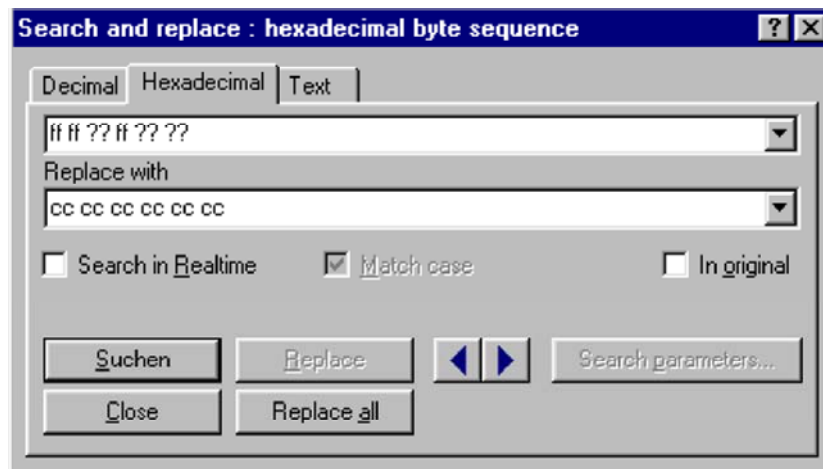 Search and replace : hexadecimal byte sequence
Decimal Hexadecimal Text
ff ff ?? ff ?? ??
Replace with
cc cc cc cc cc cc
Search in Realtime Match case In original
Suchen Replace Search parameters...
Close Replace all